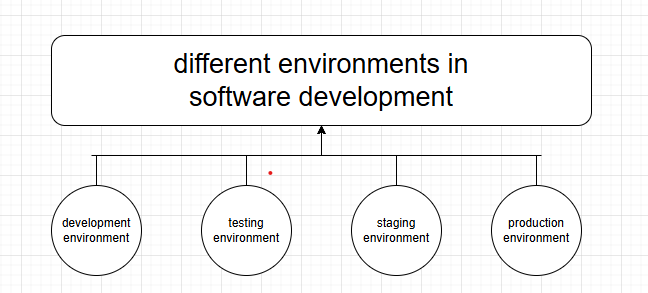 different environments in
software development
development
environment
testing
environment
staging
environment
production
environment